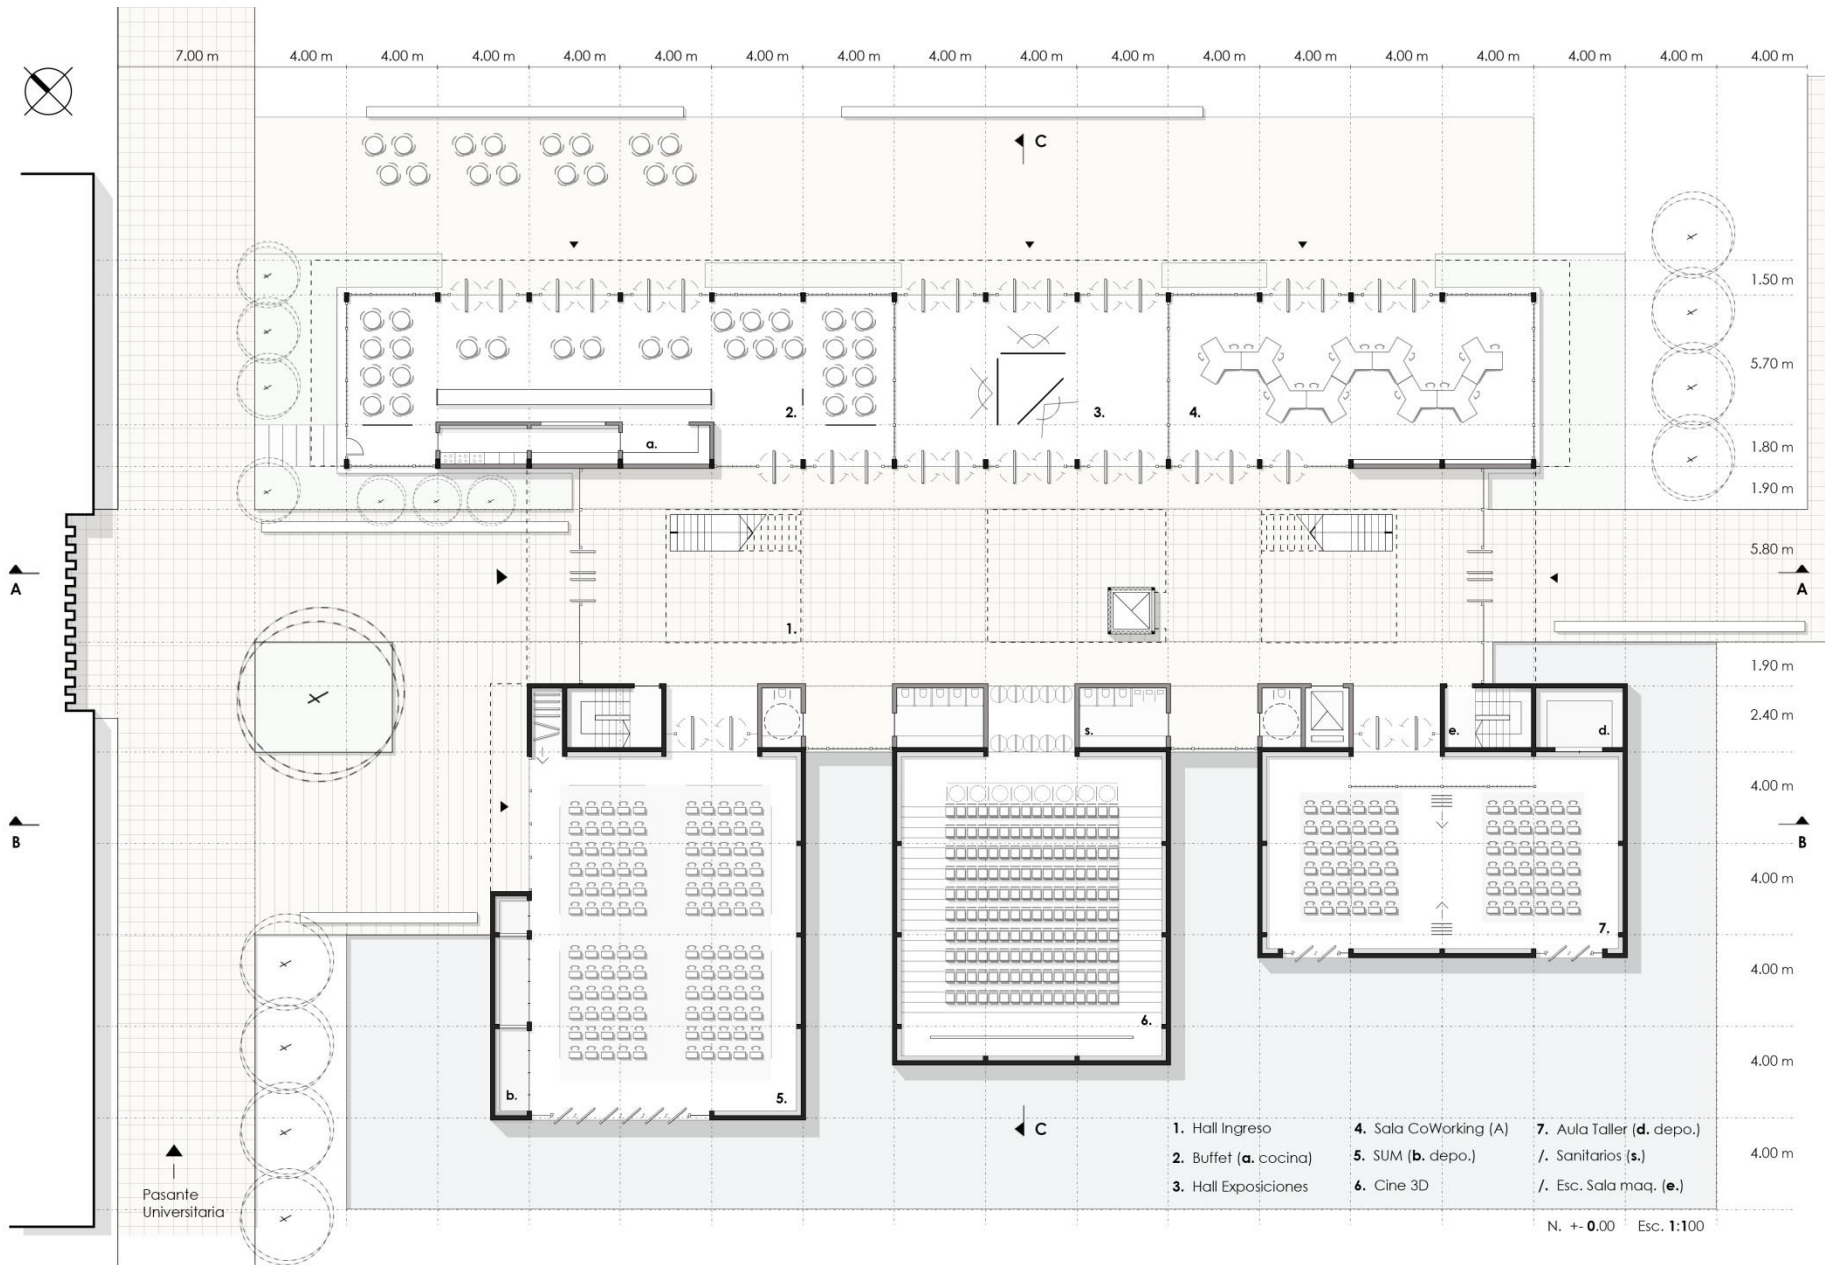 7.00 m 4.00 m 4.00 m 4.00 m 4.00 m 4.00 m 4.00 m 4.00 m 4.00 m 4.00 m 4.00 m 4.00 m 4.00 m 4.00 m 4.00 m 4.00 m 4.00 m 4.00 m
C
1.50 m
5.70 m
2.
3.
4.
a.
1.80 m
1.90 m
5.80 m
A
A
1.
1.90 m
2.40 m
s.
e.
d.
4.00 m
B
B
4.00 m
7.
4.00 m
6.
4.00 m
b.
5.
C
4.00 m
1. Hall Ingreso
2. Buffet (a. cocina)
3. Hall Exposiciones
4. Sala CoWorking (A)
5. SUM (b. depo.)
6. Cine 3D
7. Aula Taller (d. depo.)
/. Sanitarios (s.)
/. Esc. Sala maq. (e.)
Pasante
Universitaria
N. +- 0.00 Esc. 1:100